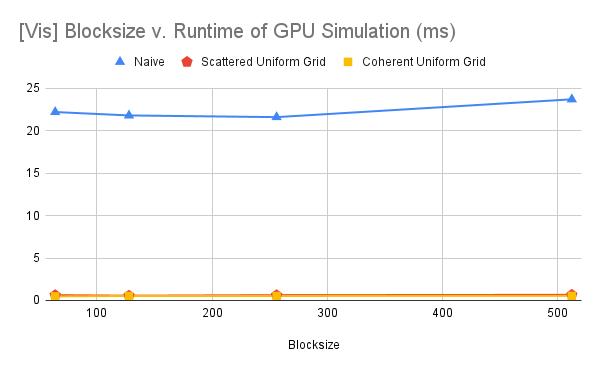 [Vis] Blocksize v. Runtime of GPU Simulation (ms)
Naive Scattered Uniform Grid Coherent Uniform Grid
25
20
15
10
5
0
100 200 300 400 500
Blocksize